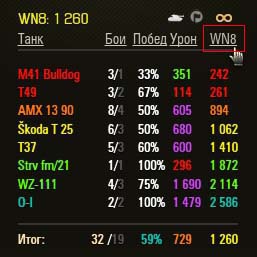 WN8: 1 260
Танк Бои Побед Урон WN8
M41 Bulldog 3/1 33% 351 242
T49 3/2 67% 114 261
AMX 13 90 8/4 50% 605 894
Škoda T 25 6/3 50% 680 1 062
T37 5/3 60% 600 1 410
Strv fm/21 1/1 100% 296 1 872
WZ-111 4/3 75% 1 690 2 114
O-I 2/2 100% 1 479 2 586
Итог: 32 /19 59% 729 1 260